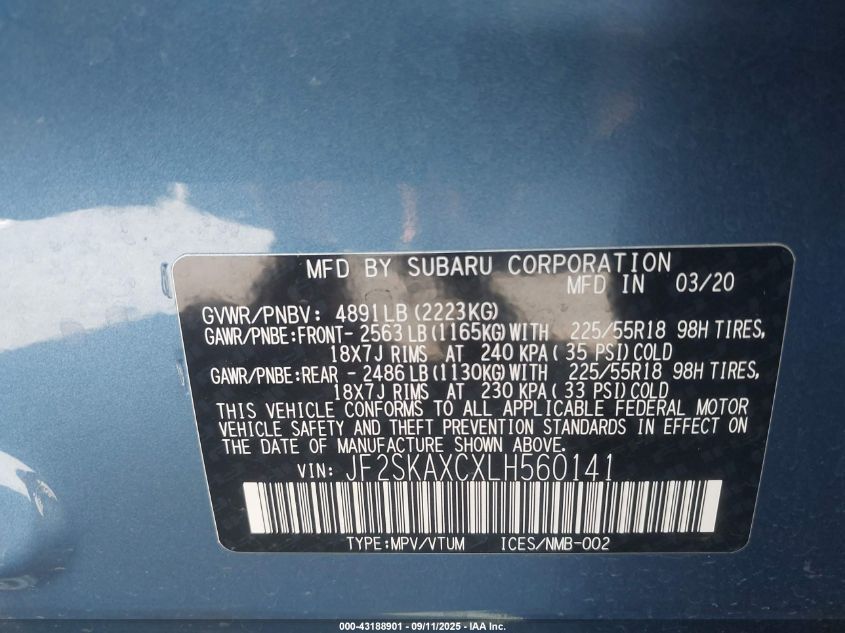 MFD BY SUBARU CORPORATION
MFD IN 03/20
GVWR/PNBV: 4891LB(2223KG)
GAWR/PNBE:FRONT- 2563LB(1165KG)WITH 225/55R18 98H TIRES,
18X7J RIMS AT 240 KPA( 35 PSI)COLD
GAWR/PNBE:REAR - 2486LB(1130KG)WITH 225/55R18 98H TIRES,
18X7J RIMS AT 230 KPA( 33 PSI)COLD
THIS VEHICLE CONFORMS TO ALL APPLICABLE FEDERAL MOTOR
VEHICLE SAFETY AND THEFT PREVENTION STANDARDS IN EFFECT ON
THE DATE OF MANUFACTURE SHOWN ABOVE.
VIN: JF2SKAXCXLH560141
TYPE:MPV/VTUM ICES/NMB-002
000-43188901 - 09/11/2025 - IAA Inc.